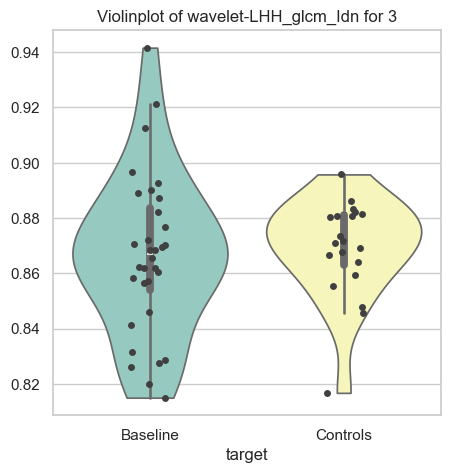 Violinplot of wavelet-LHH_glcm_Idn for 3
0.94
0.92
0.90
0.88
0.86
0.84
0.82
Baseline
Controls
target